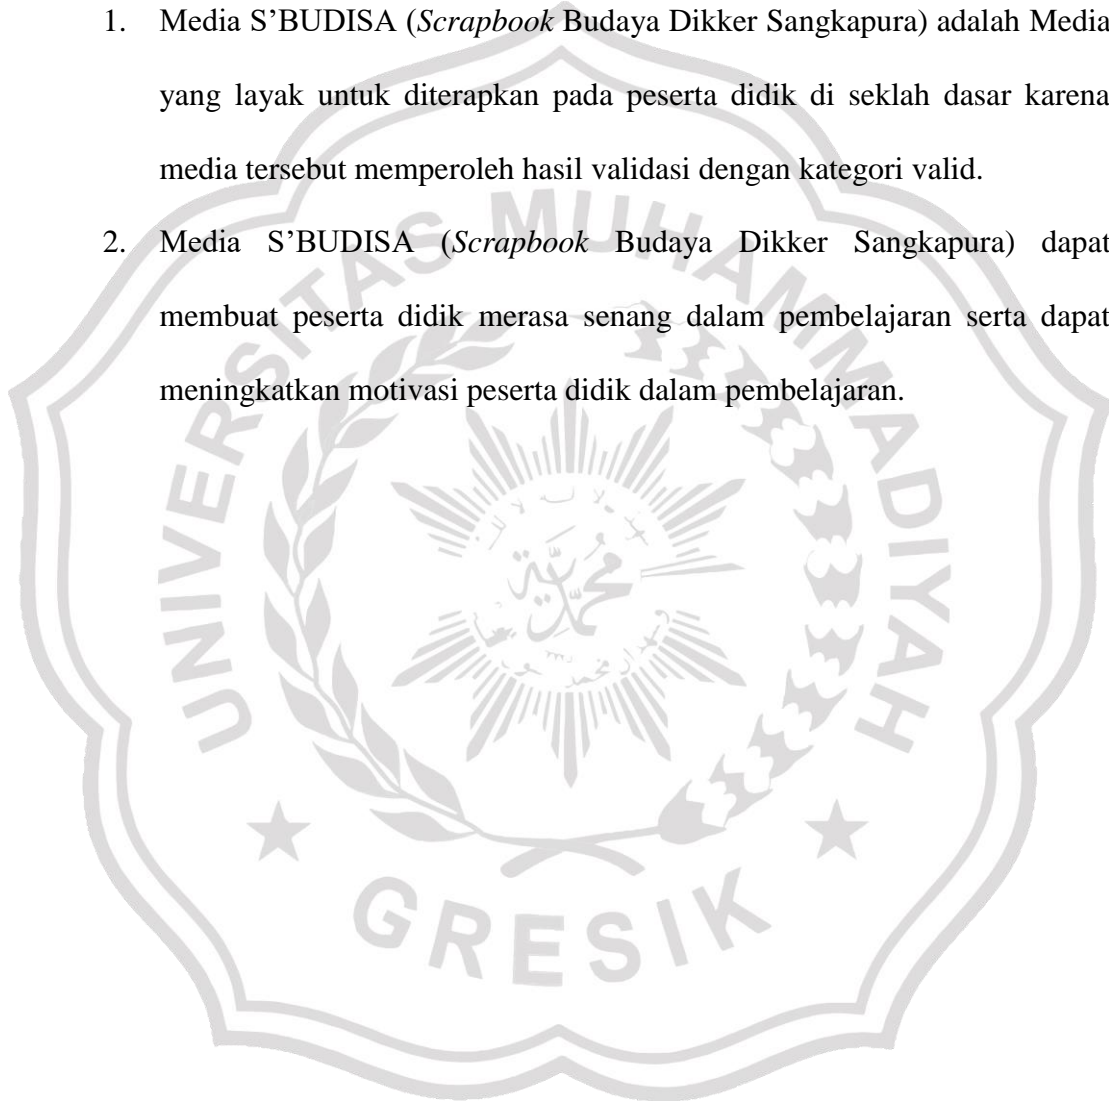 1. Media S’BUDISA (Scrapbook Budaya Dikker Sangkapura) adalah Media
yang layak untuk diterapkan pada peserta didik di seklah dasar karena
media tersebut memperoleh hasil validasi dengan kategori valid.
2. Media S’BUDISA (Scrapbook Budaya Dikker Sangkapura) dapat
membuat peserta didik merasa senang dalam pembelajaran serta dapat
meningkatkan motivasi peserta didik dalam pembelajaran.
UNIVERSITAS MUHAMMADIYAH
GRESIK